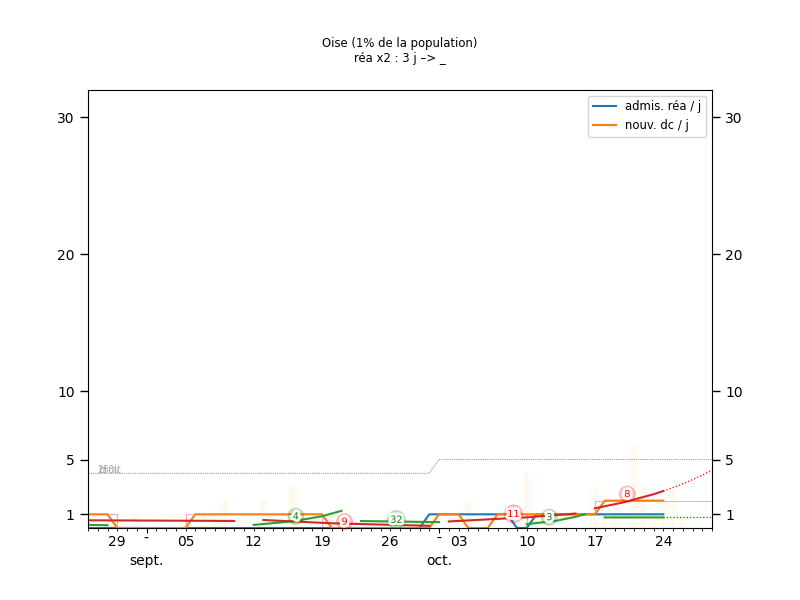 Oise (1% de la population)
réa x2 : 3 j –> _
admis. réa / j
nouv. dc / j
30 30
20 20
10 10
5 5
1 1
4 9 32 11 3 8
29 - 05 12 19 26 - 03 10 17 24
sept. oct.